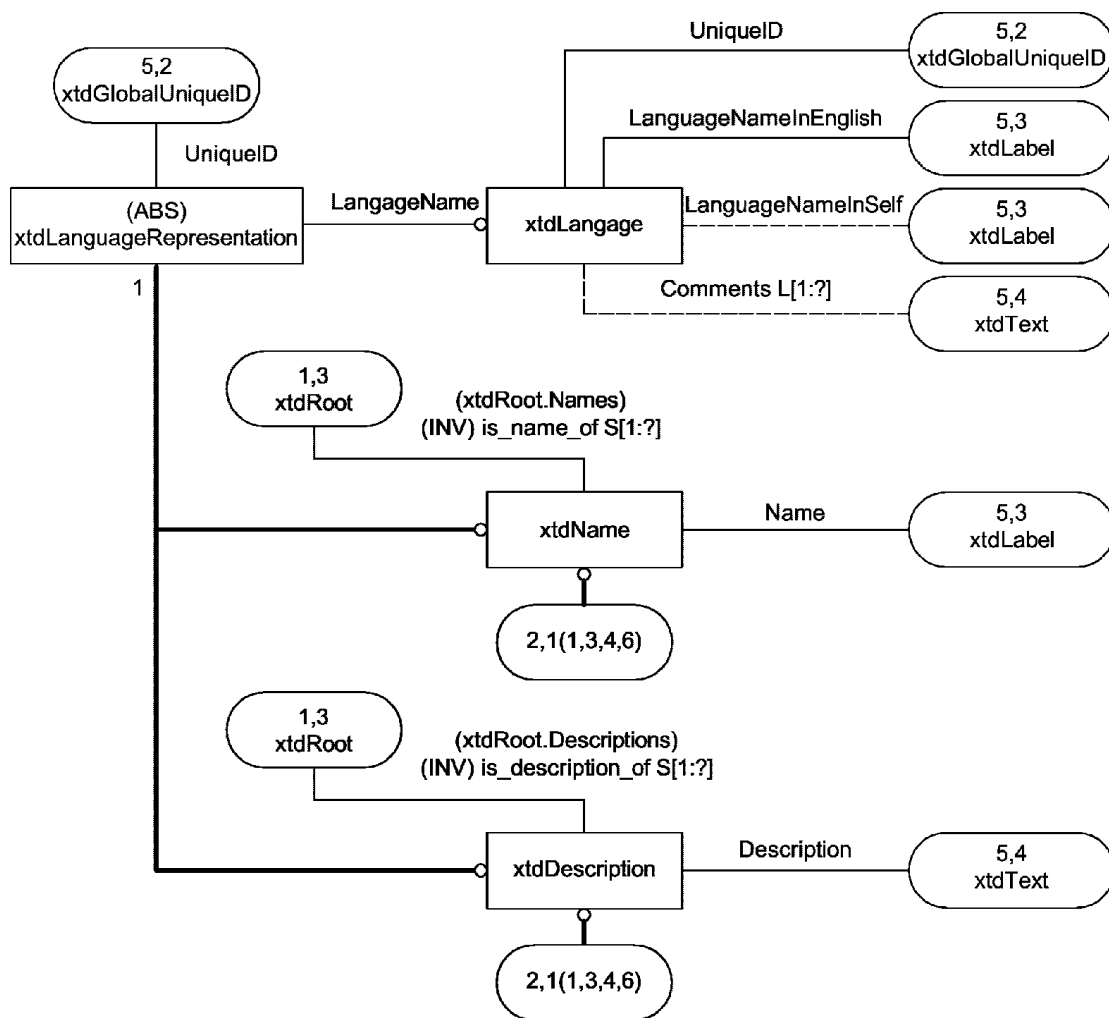 UniqueID
5,2
xtdGlobalUniqueID
5,2
xtdGlobalUniqueID
LanguageNameInEnglish
5,3
xtdLabel
UniqueID
(ABS)
xtdLanguageRepresentation
LangageName
xtdLangage
LanguageNameInSelf
5,3
xtdLabel
1
Comments L[1:?]
5,4
xtdText
1,3
xtdRoot
(xtdRoot.Names)
(INV) is_name_of S[1:?]
xtdName
Name
5,3
xtdLabel
2,1(1,3,4,6)
1,3
xtdRoot
(xtdRoot.Descriptions)
(INV) is_description_of S[1:?]
xtdDescription
Description
5,4
xtdText
2,1(1,3,4,6)